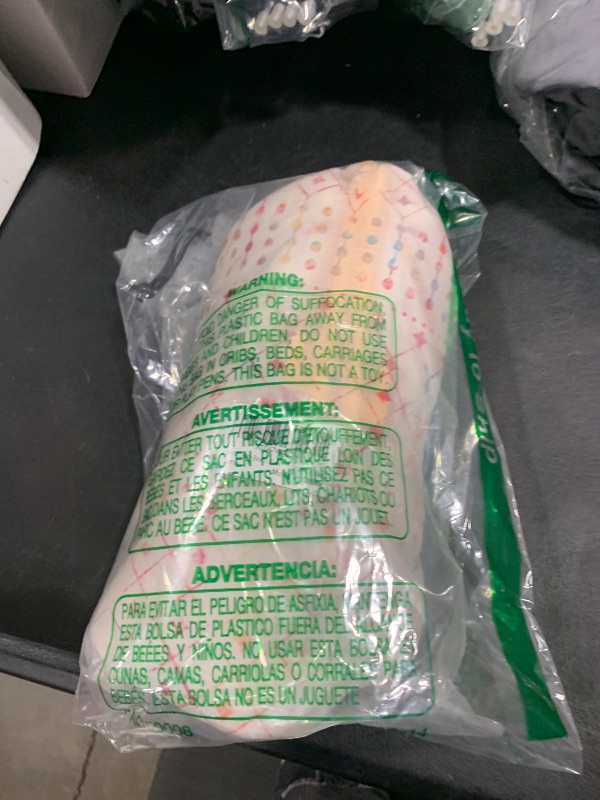 WARNING:
DANGER OF SUFFOCATION,
PLASTIC BAG AWAY FROM
AND CHILDREN, DO NOT USE
IN CRIBS, BEDS, CARRIAGES
THIS BAG IS NOT A TOY.
AVERTISSEMENT:
EVITER TOUT RISQUE D'ETOUFFEMENT,
CE SAC EN PLASTIQUE LOIN DES
ET LES ENFANTS N'UTILISEZ PAS CE
DANS LES BERCEAUX, LITS, CHARIOTS OU
AU BEBE. CE SAC N'EST PAS UN JOUET.
ADVERTENCIA:
PARA EVITAR EL PELIGRO DE ASFIXIA,
ESTA BOLSA DE PLASTICO FUERA DEL
DE BEBES Y NIÑOS. NO USAR ESTA BOLSA
CUNAS, CAMAS, CARRIOLAS O CORRALES PARA
BEBÉS, ESTA BOLSA NO ES UN JUGUETE